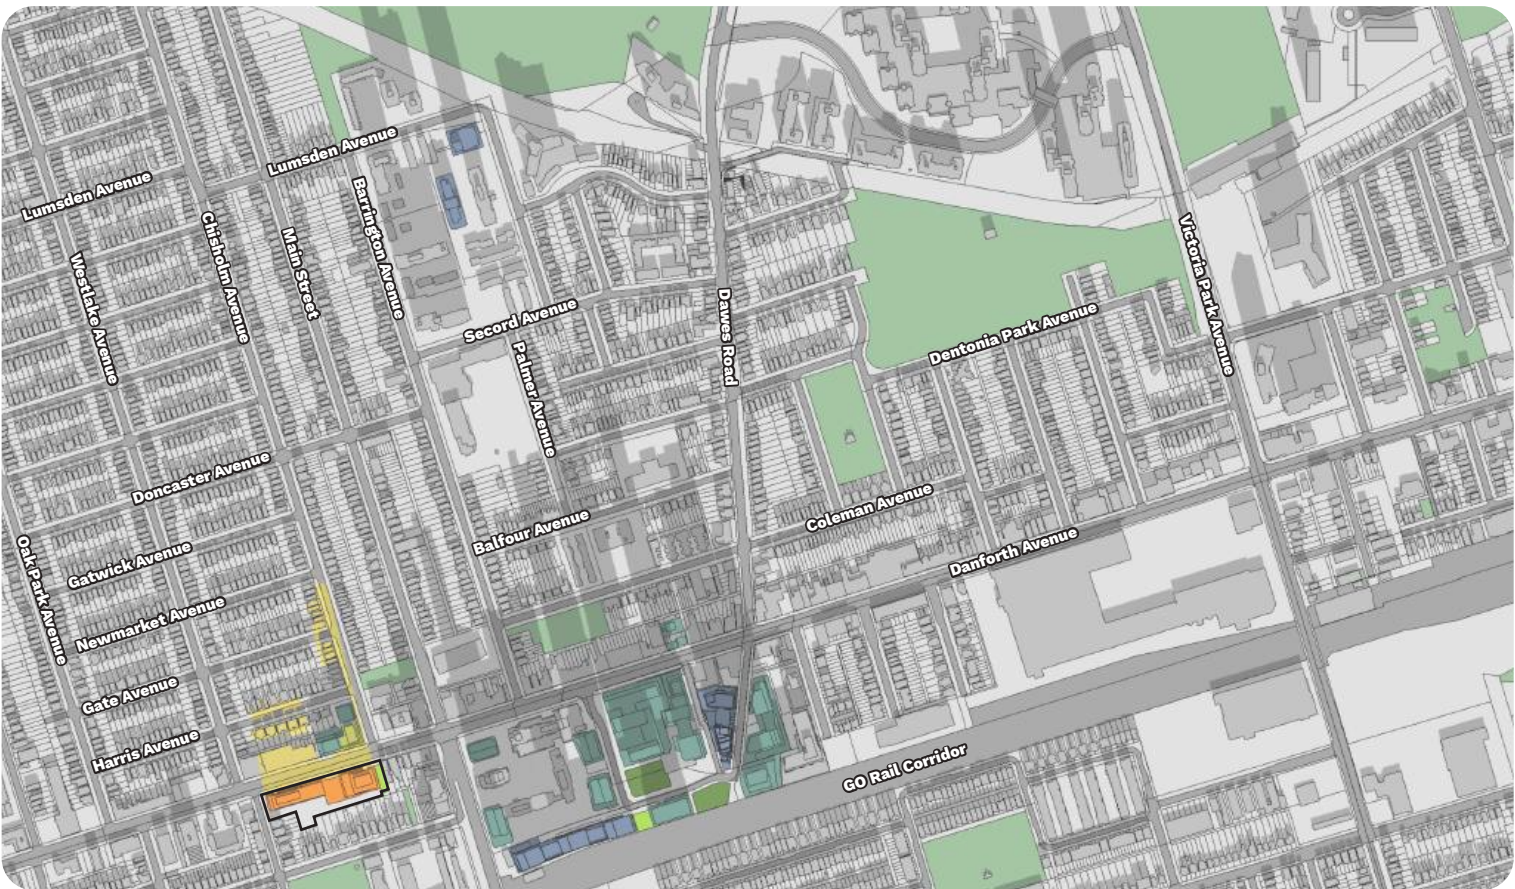 Lumsden Avenue
Lumsden Avenue
Barrington Avenue
Chisholm Avenue
Main Street
Victoria Park Avenue
Westlake Avenue
Dawes Road
Second Avenue
Dentonia Park Avenue
Palmer Avenue
Doncaster Avenue
Coleman Avenue
Balfour Avenue
Danforth Avenue
Oak Park Avenue
Gatwick Avenue
Newmarket Avenue
Gate Avenue
Harris Avenue
GO Rail Corridor